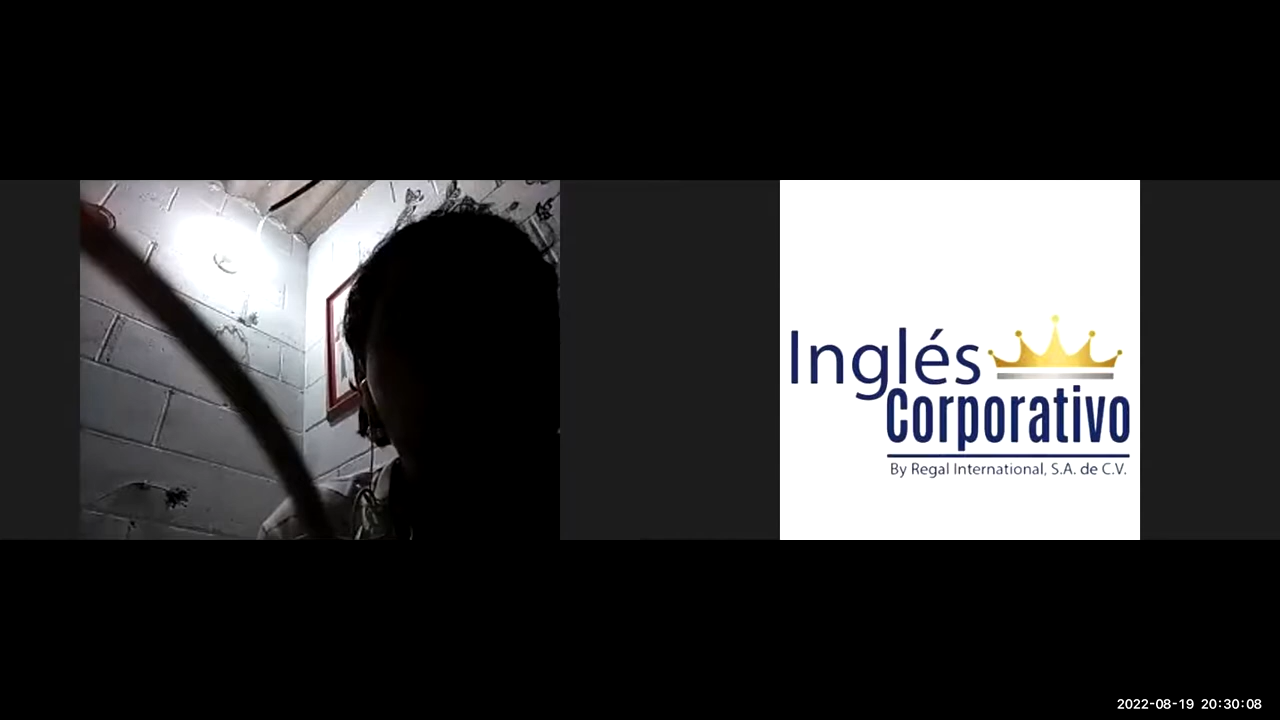 Inglés
Corporativo
By Regal International, S.A. de C.V.
2022-08-19 20:30:08